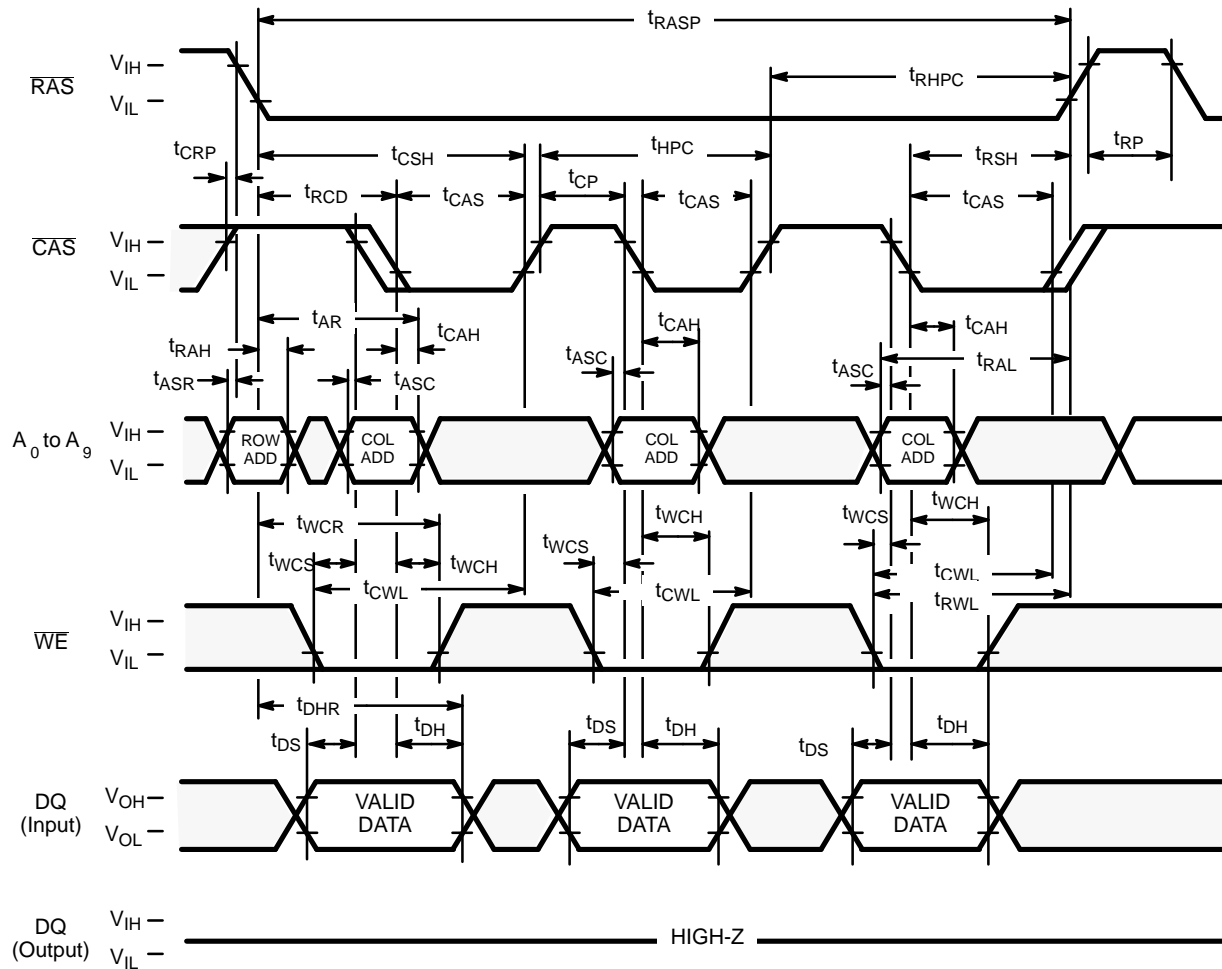 tRASP
tRHPC
RAS
VIH
VIL
tCRP
tCSH
tHPC
tRSH
tRP
tRCD
tCAS
tCP
tCAS
tCAS
CAS
VIH
VIL
tAR
tCAH
tCAH
tCAH
tRAH
tASC
tRAL
tASR
tASC
tASC
A0 to A9
VIH
VIL
ROW ADD
COL ADD
COL ADD
COL ADD
tWCR
tWCH
tWCS
tWCH
tWCS
tWCH
tWCS
tCWL
tCWL
tCWL
tRWL
WE
VIH
VIL
tDHR
tDS
tDH
tDS
tDH
tDS
tDH
DQ
(Input)
VOH
VOL
VALID DATA
VALID DATA
VALID DATA
DQ
(Output)
VIH
VIL
HIGH-Z